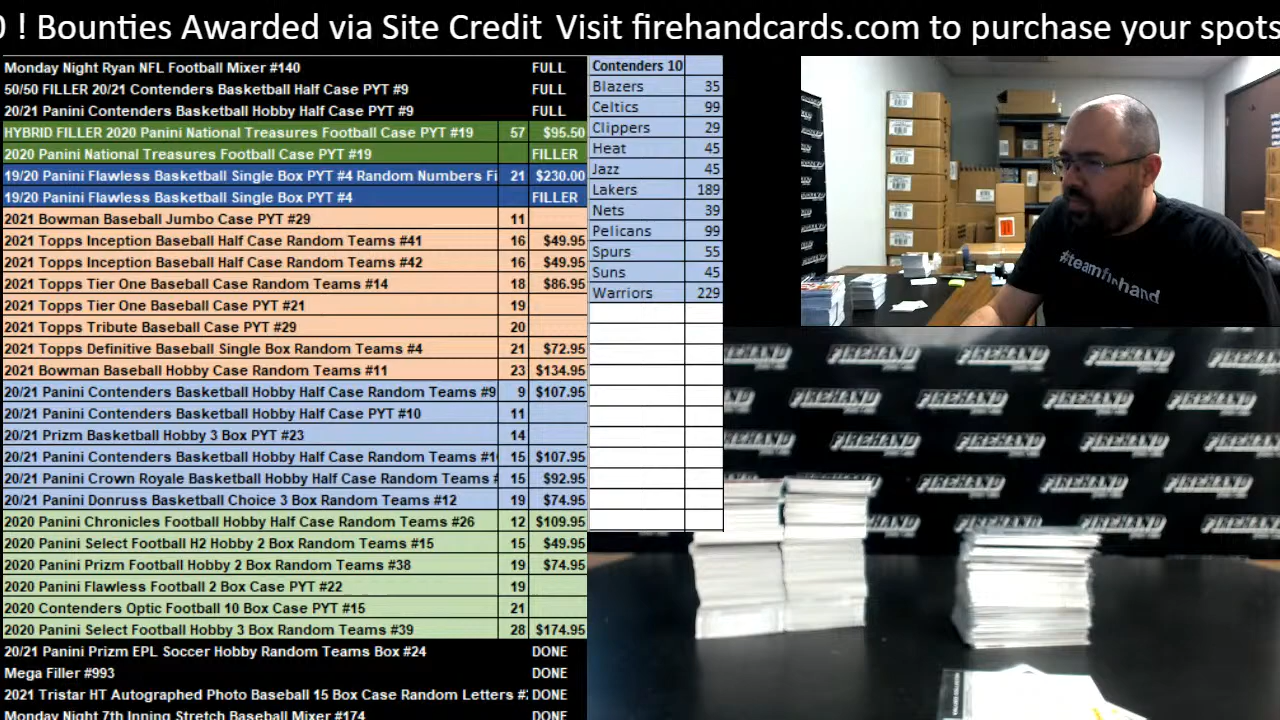 0 ! Bounties Awarded via Site Credit Visit firehandcards.com to purchase your spots
Monday Night Ryan NFL Football Mixer #140 FULL
50/50 FILLER 20/21 Contenders Basketball Half Case PYT #9 FULL
20/21 Panini Contenders Basketball Hobby Half Case PYT #9 FULL
HYBRID FILLER 2020 Panini National Treasures Football Case PYT #19 57 $95.50
2020 Panini National Treasures Football Case PYT #19 FILLER
19/20 Panini Flawless Basketball Single Box PYT #4 Random Numbers Fi 21 $230.00
19/20 Panini Flawless Basketball Single Box PYT #4 FILLER
2021 Bowman Baseball Jumbo Case PYT #29 11
2021 Topps Inception Baseball Half Case Random Teams #41 16 $49.95
2021 Topps Inception Baseball Half Case Random Teams #42 16 $49.95
2021 Topps Tier One Baseball Case Random Teams #14 18 $86.95
2021 Topps Tier One Baseball Case PYT #21 19
2021 Topps Tribute Baseball Case PYT #29 20
2021 Topps Definitive Baseball Single Box Random Teams #4 21 $72.95
2021 Bowman Baseball Hobby Case Random Teams #11 23 $134.95
20/21 Panini Contenders Basketball Hobby Half Case Random Teams #9 9 $107.95
20/21 Panini Contenders Basketball Hobby Half Case PYT #10 11
20/21 Prizm Basketball Hobby 3 Box PYT #23 14
20/21 Panini Contenders Basketball Hobby Half Case Random Teams #1 15 $107.95
20/21 Panini Crown Royale Basketball Hobby Half Case Random Teams # 15 $92.95
20/21 Panini Donruss Basketball Choice 3 Box Random Teams #12 19 $74.95
2020 Panini Chronicles Football Hobby Half Case Random Teams #26 12 $109.95
2020 Panini Select Football H2 Hobby 2 Box Random Teams #15 15 $49.95
2020 Panini Prizm Football Hobby 2 Box Random Teams #38 19 $74.95
2020 Panini Flawless Football 2 Box Case PYT #22 19
2020 Contenders Optic Football 10 Box Case PYT #15 21
2020 Panini Select Football Hobby 3 Box Random Teams #39 28 $174.95
20/21 Panini Prizm EPL Soccer Hobby Random Teams Box #24 DONE
Mega Filler #993 DONE
2021 Tristar HT Autographed Photo Baseball 15 Box Case Random Letters # DONE
Monday Night 7th Inning Stretch Baseball Mixer #174 DONE
Contenders 10
Blazers 35
Celtics 99
Clippers 29
Heat 45
Jazz 45
Lakers 189
Nets 39
Pelicans 99
Spurs 55
Suns 45
Warriors 229
#teamfirehand
FIREHAND